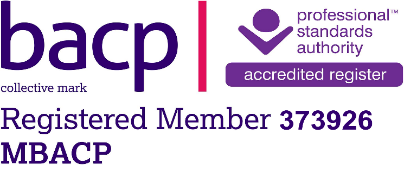 bacp
collective mark
professional™
standards
authority
accredited register
Registered Member 373926
MBACP